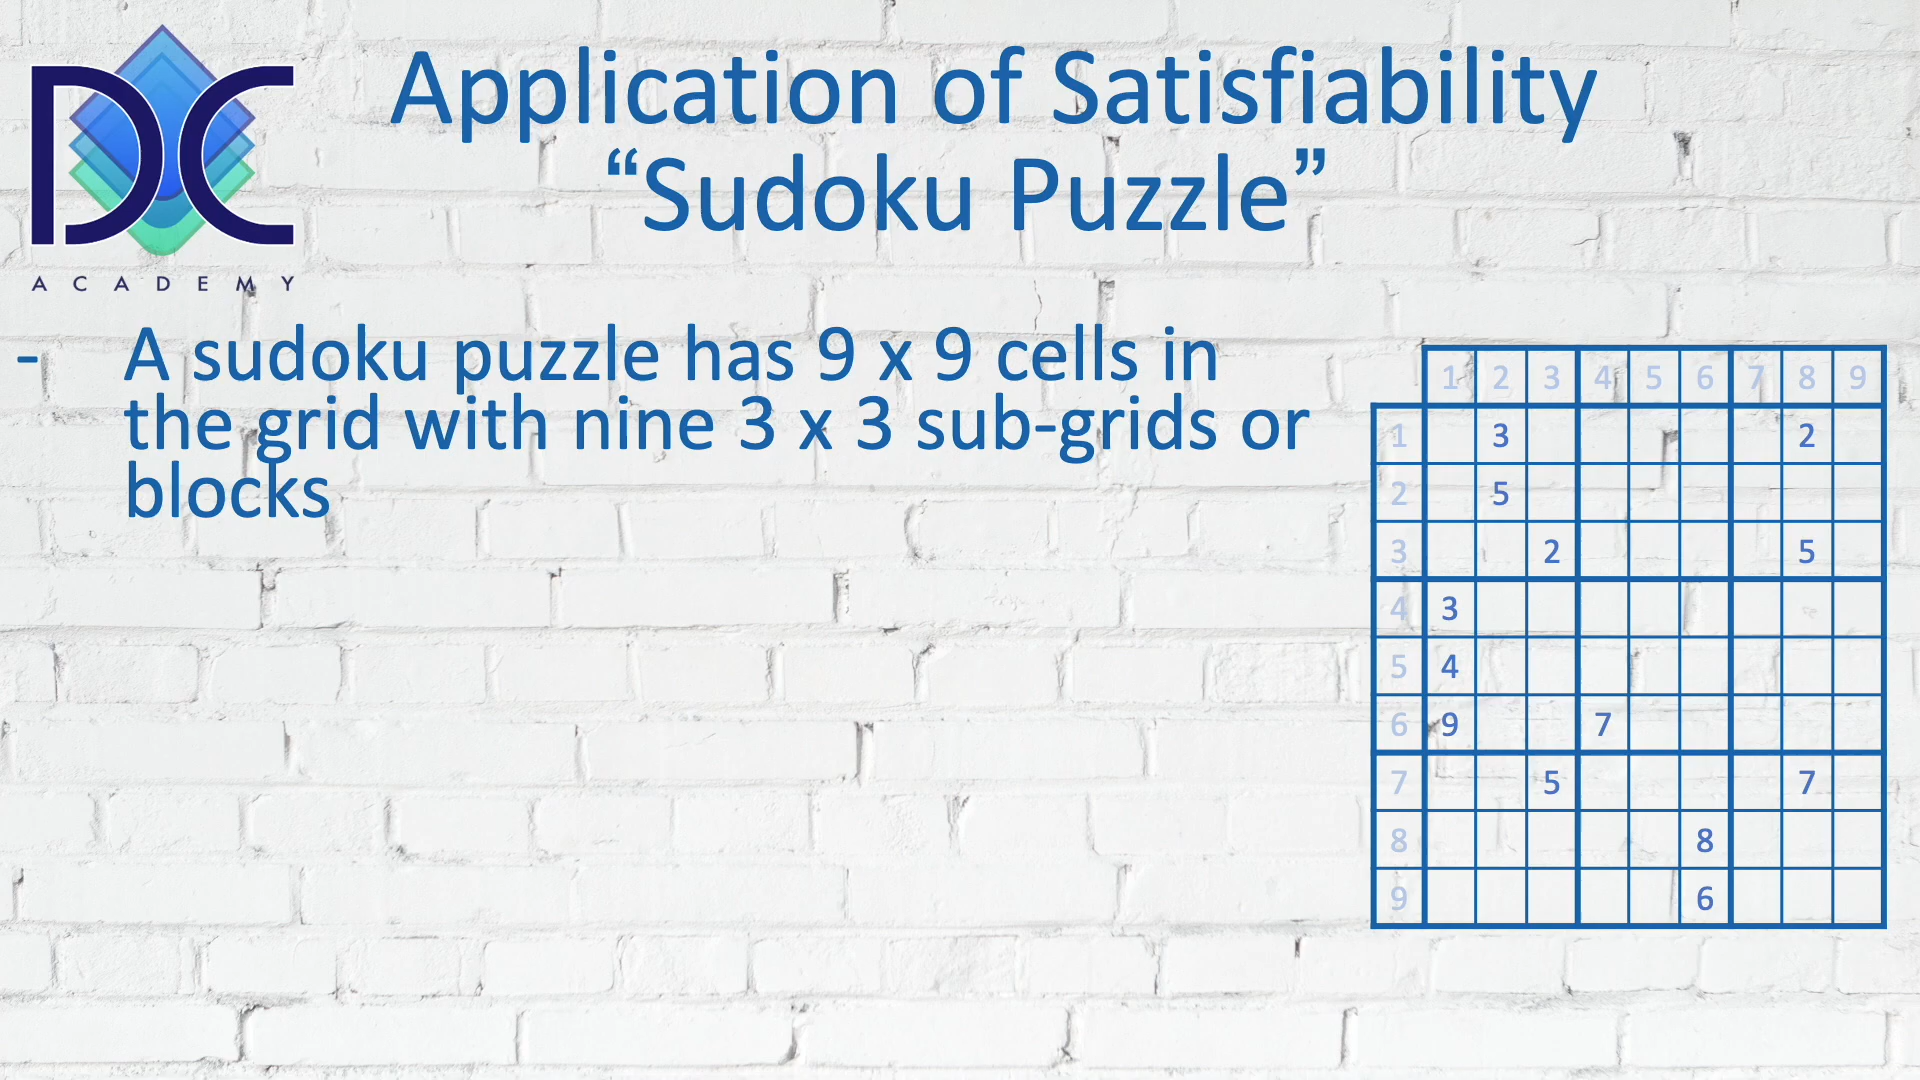 DC
ACADEMY
Application of Satisfiability
“Sudoku Puzzle”
- A sudoku puzzle has 9 x 9 cells in
the grid with nine 3 x 3 sub-grids or
blocks
1 2 3 4 5 6 7 8 9
1 3 2
2 5
3 2 5
4 3
5 4
6 9 7
7 5 7
8 8
9 6